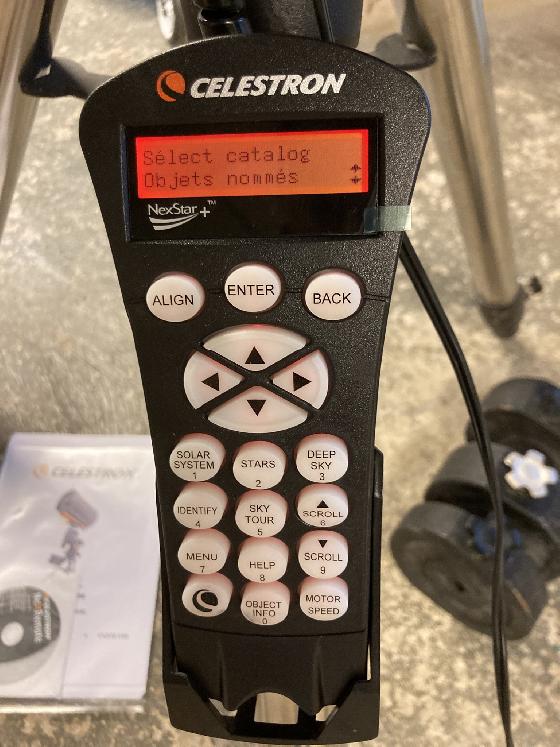 CELESTRON
Sélect catalog
Objets nommés
NexStar+™
ALIGN
ENTER
BACK
SOLAR SYSTEM
1
STARS
2
DEEP SKY
3
IDENTIFY
4
SKY TOUR
5
SCROLL
6
MENU
7
HELP
8
SCROLL
9
OBJECT INFO
0
MOTOR SPEED
CELESTRON